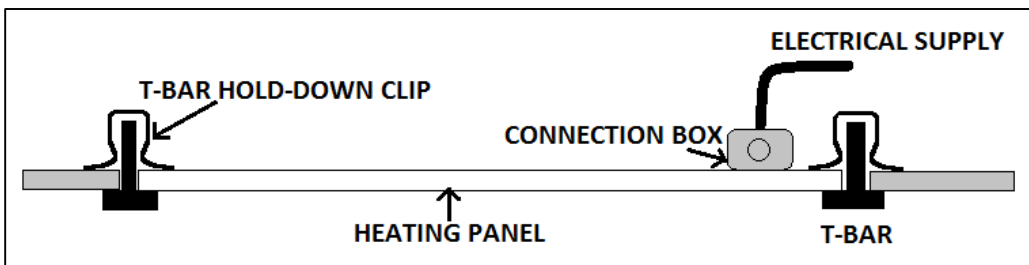 ELECTRICAL SUPPLY
T-BAR HOLD-DOWN CLIP
CONNECTION BOX
HEATING PANEL
T-BAR